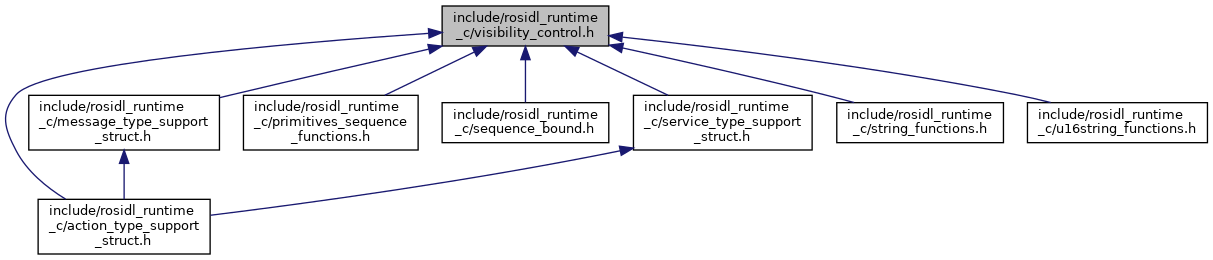 include/rosidl_runtime
_c/visibility_control.h
include/rosidl_runtime
_c/message_type_support
_struct.h
include/rosidl_runtime
_c/primitives_sequence
_functions.h
include/rosidl_runtime
_c/sequence_bound.h
include/rosidl_runtime
_c/service_type_support
_struct.h
include/rosidl_runtime
_c/string_functions.h
include/rosidl_runtime
_c/u16string_functions.h
include/rosidl_runtime
_c/action_type_support
_struct.h